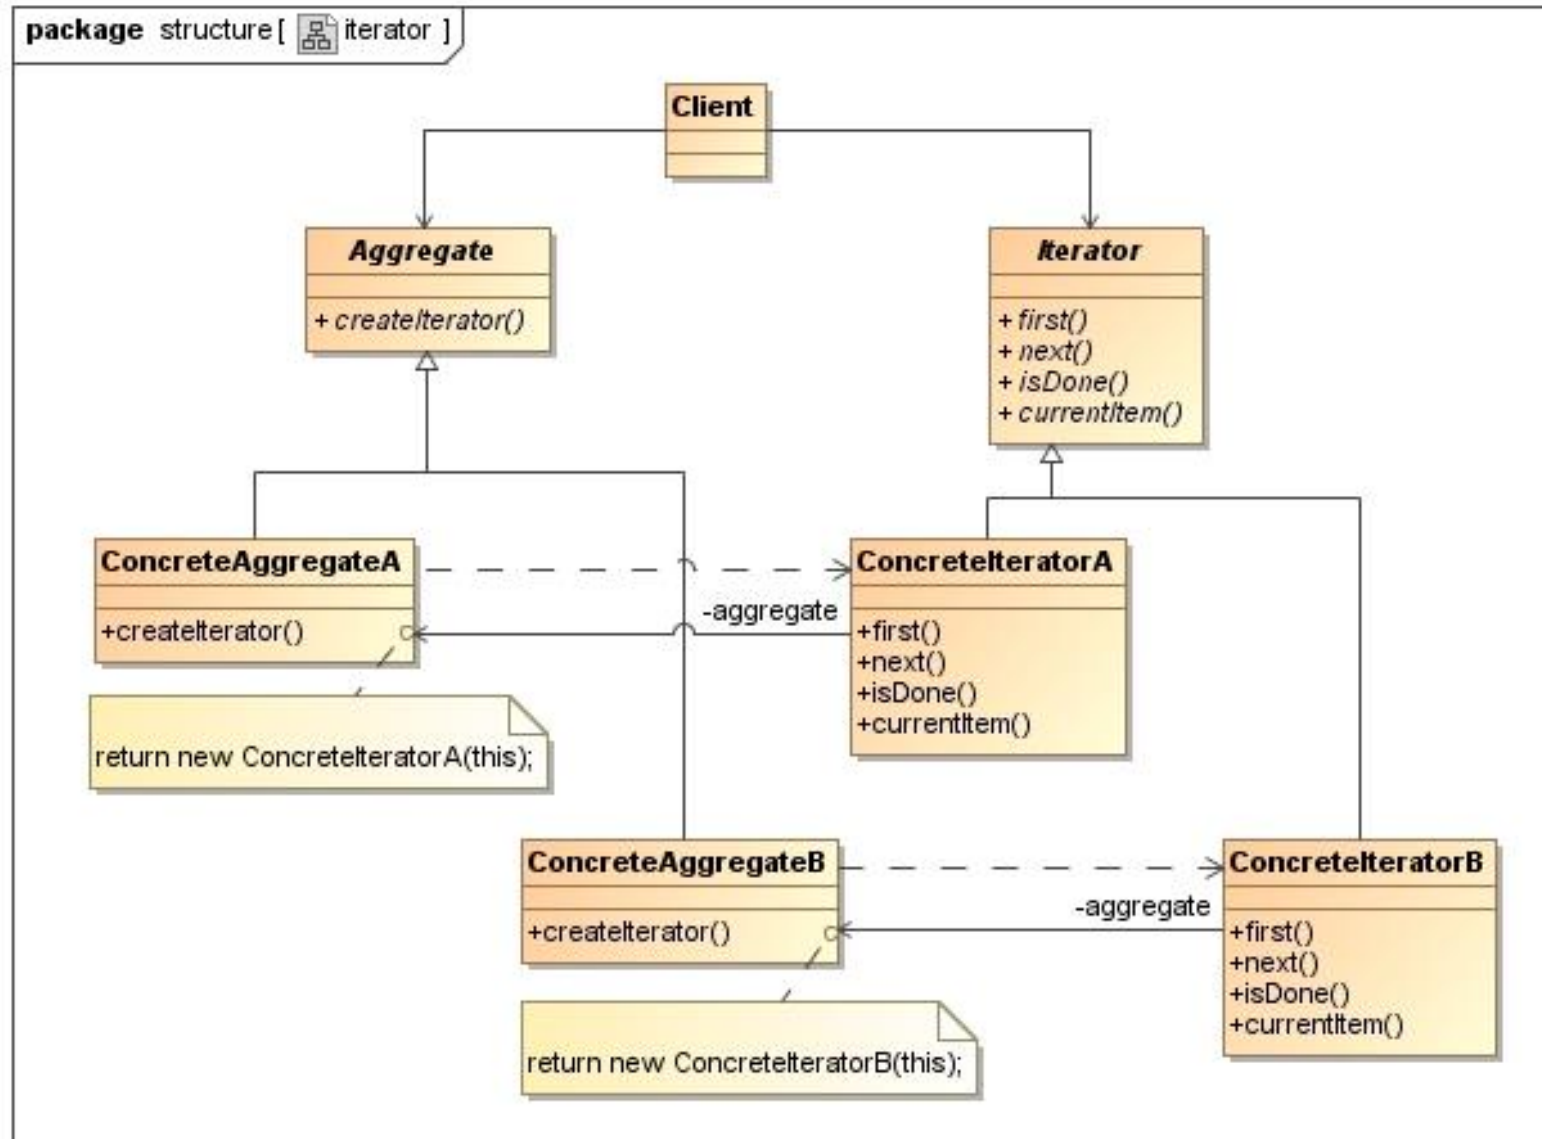 package structure [ iterator ]
Client
Aggregate
+ createIterator()
Iterator
+ first()
+ next()
+ isDone()
+ currentItem()
ConcreteAggregateA
+createIterator()
return new ConcreteIteratorA(this);
-aggregate
ConcreteIteratorA
+first()
+next()
+isDone()
+currentItem()
ConcreteAggregateB
+createIterator()
return new ConcreteIteratorB(this);
-aggregate
ConcreteIteratorB
+first()
+next()
+isDone()
+currentItem()